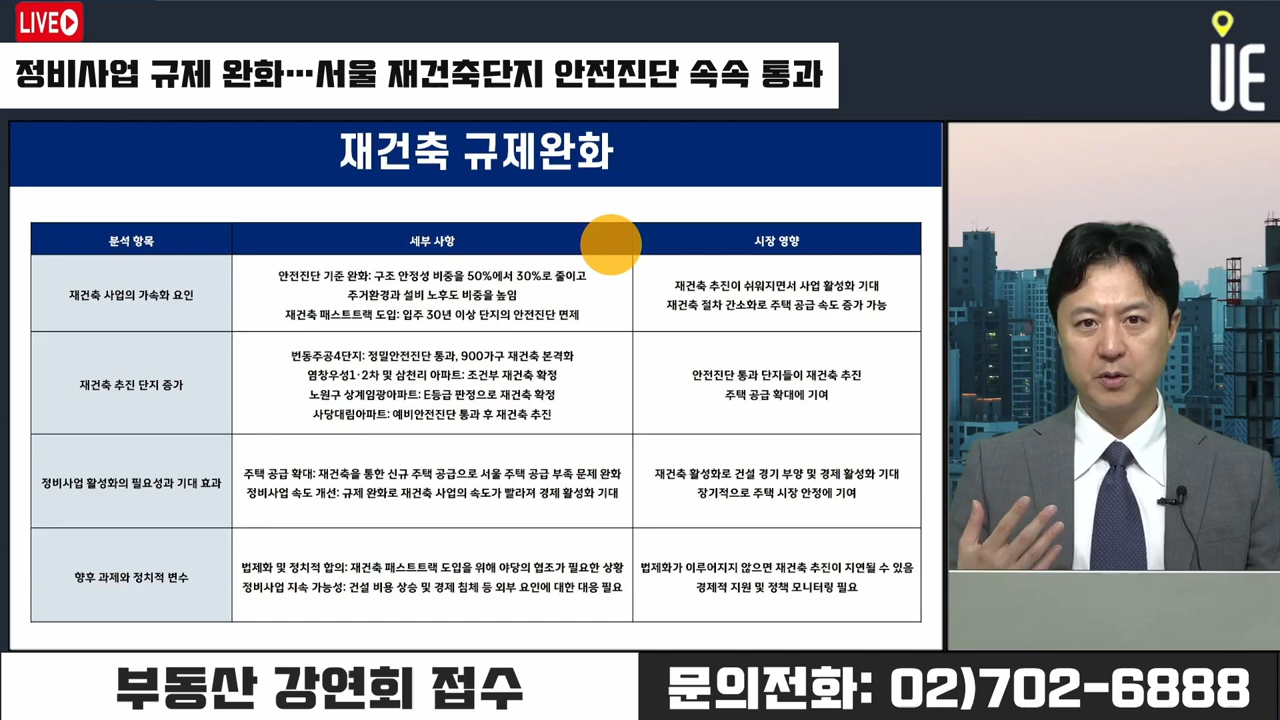 LIVE
정비사업 규제 완화…서울 재건축단지 안전진단 속속 통과
UE
재건축 규제완화
분석 항목
세부 사항
시장 영향
재건축 사업의 가속화 요인
안전진단 기준 완화: 구조 안정성 비중을 50%에서 30%로 줄이고
주거환경과 설비 노후도 비중을 높임
재건축 패스트트랙 도입: 입주 30년 이상 단지의 안전진단 면제
재건축 추진이 쉬워지면서 사업 활성화 기대
재건축 절차 간소화로 주택 공급 속도 증가 가능
재건축 추진 단지 증가
번동주공4단지: 정밀안전진단 통과, 900가구 재건축 본격화
염창우성1·2차 및 삼천리 아파트: 조건부 재건축 확정
노원구 상계임광아파트: E등급 판정으로 재건축 확정
사당대림아파트: 예비안전진단 통과 후 재건축 추진
안전진단 통과 단지들이 재건축 추진
주택 공급 확대에 기여
정비사업 활성화의 필요성과 기대 효과
주택 공급 확대: 재건축을 통한 신규 주택 공급으로 서울 주택 공급 부족 문제 완화
정비사업 속도 개선: 규제 완화로 재건축 사업의 속도가 빨라져 경제 활성화 기대
재건축 활성화로 건설 경기 부양 및 경제 활성화 기대
장기적으로 주택 시장 안정에 기여
향후 과제와 정치적 변수
법제화 및 정치적 합의: 재건축 패스트트랙 도입을 위해 야당의 협조가 필요한 상황
정비사업 지속 가능성: 건설 비용 상승 및 경제 침체 등 외부 요인에 대한 대응 필요
법제화가 이루어지지 않으면 재건축 추진이 지연될 수 있음
경제적 지원 및 정책 모니터링 필요
부동산 강연회 접수
문의전화: 02)702-6888